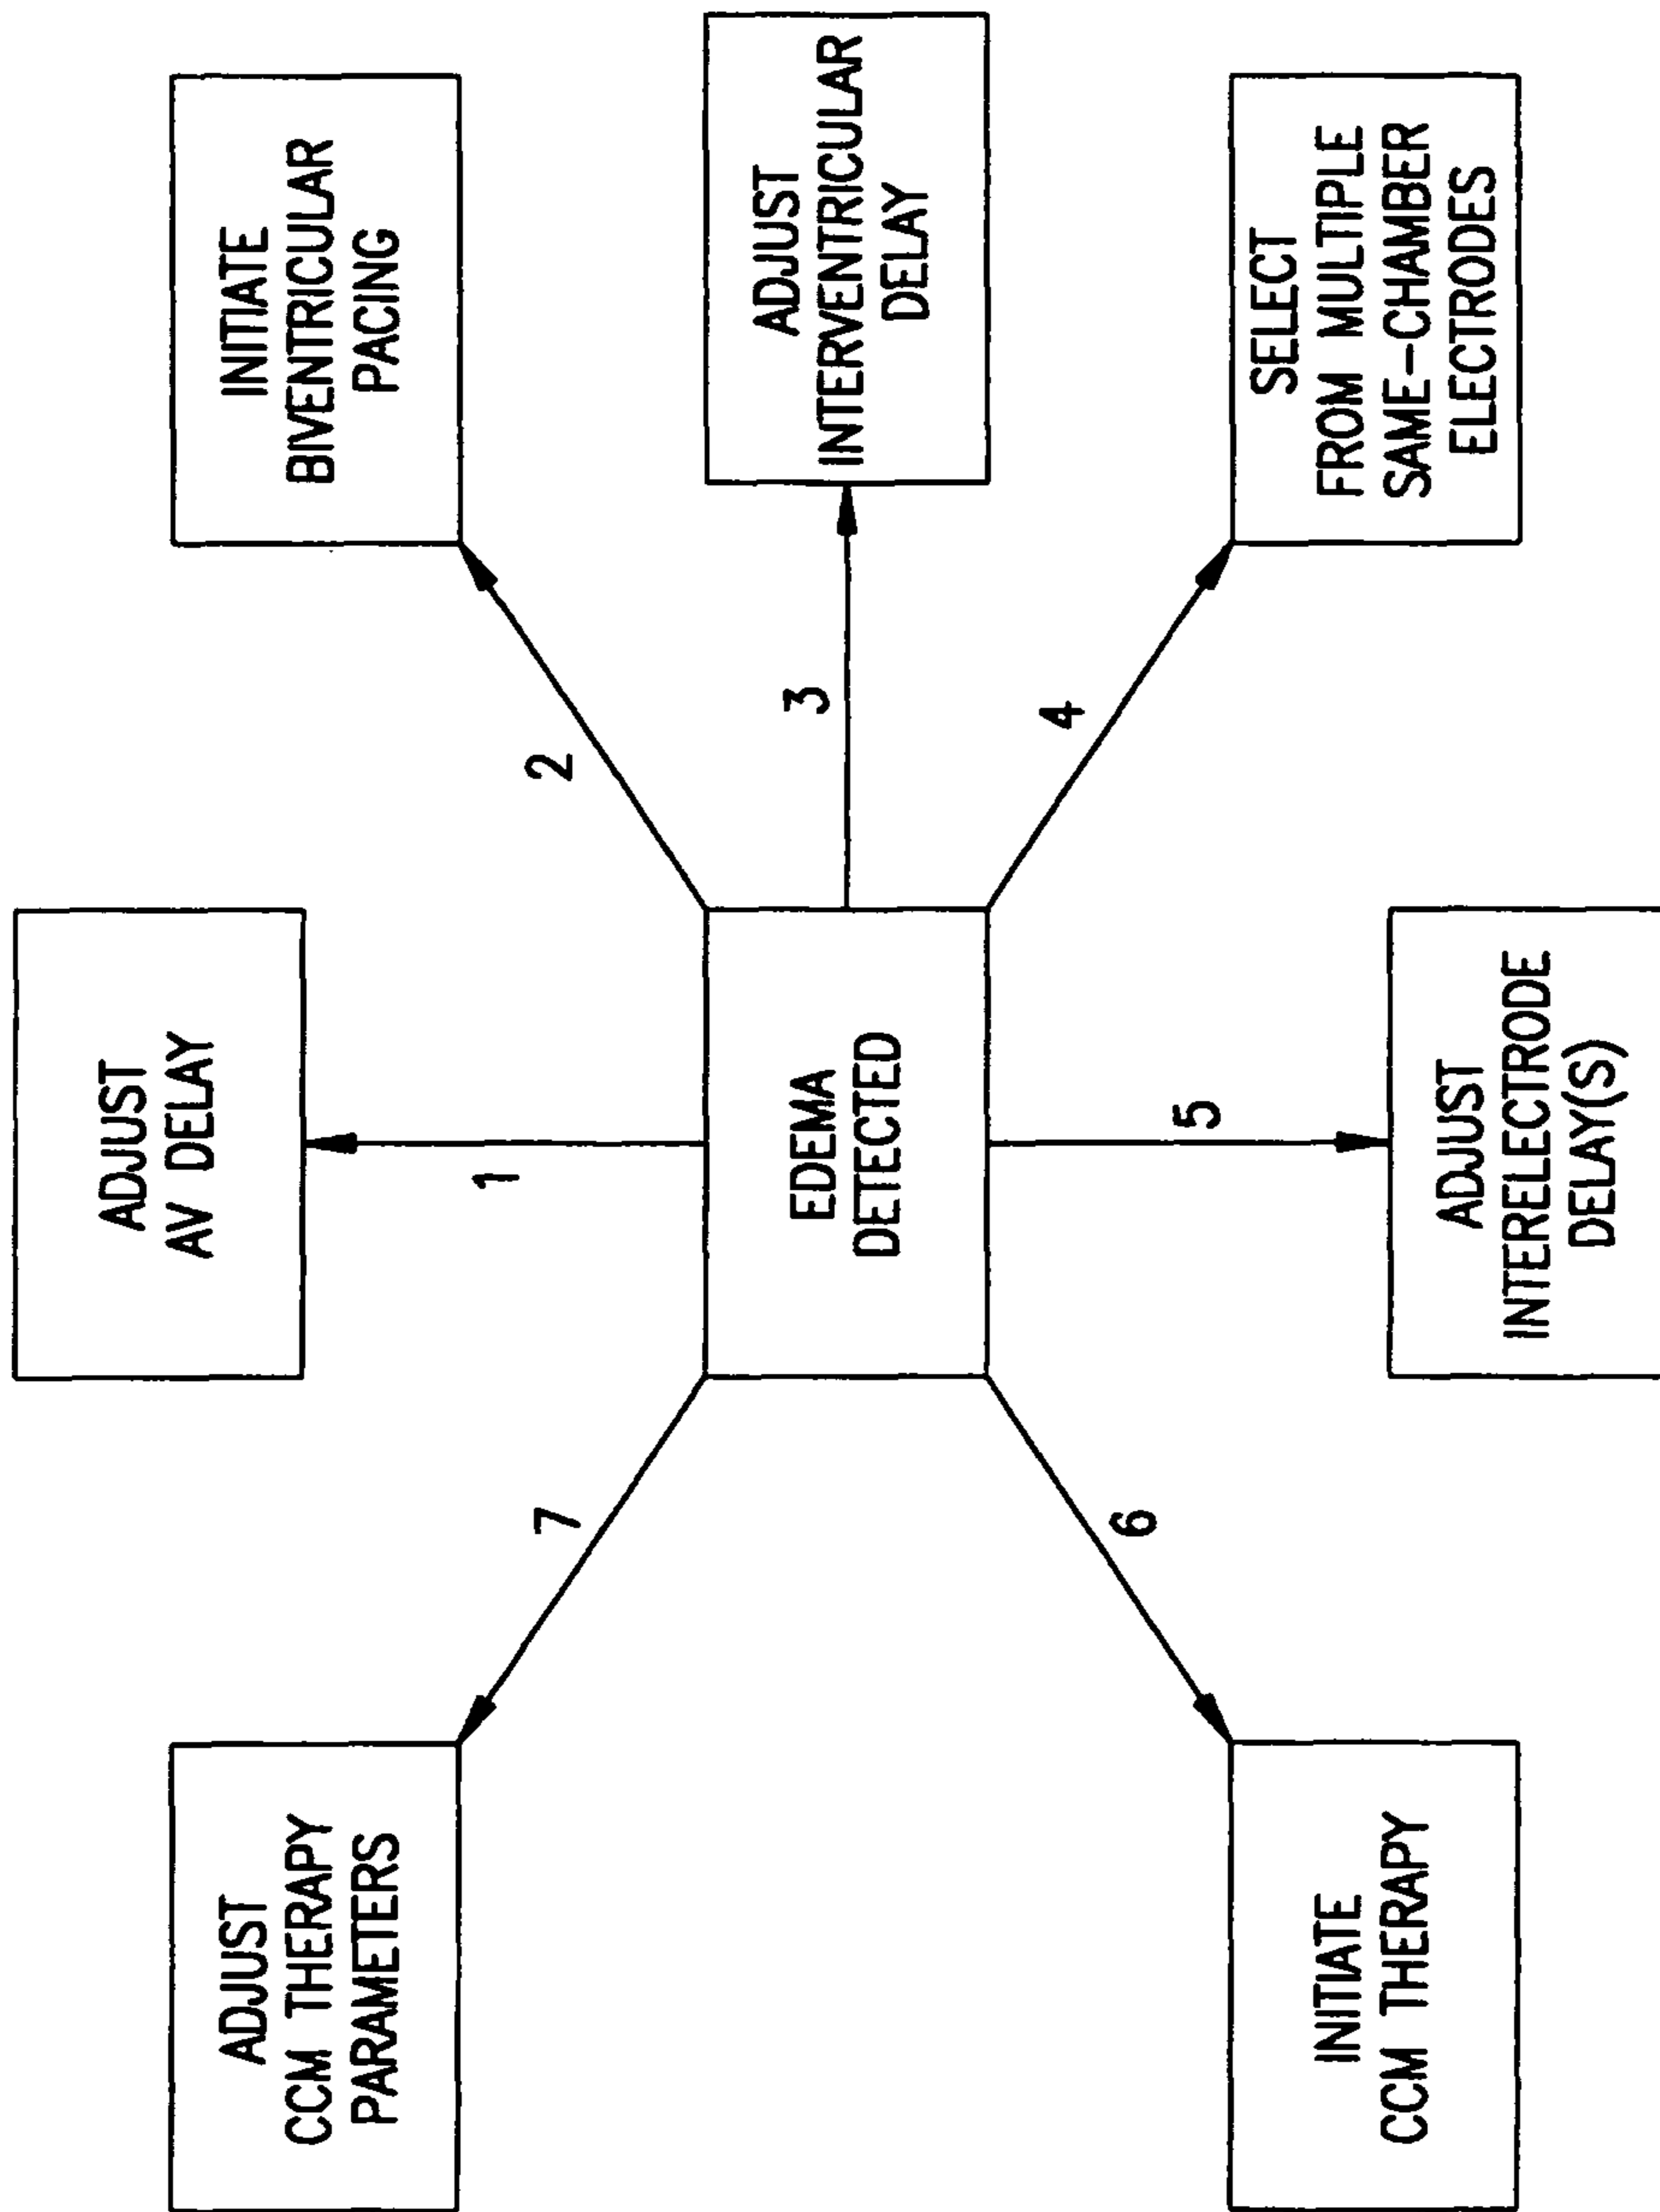 ADJUST
AV DELAY
1
INITIATE
BIVENTRICULAR
PACING
2
ADJUST
INTERVENTRICULAR
DELAY
3
SELECT
FROM MULTIPLE
SAME-CHAMBER
ELECTRODES
4
ADJUST
INTERELECTRODE
DELAY(S)
5
INITIATE
CCM THERAPY
6
ADJUST
CCM THERAPY
PARAMETERS
7
EDEMA
DETECTED